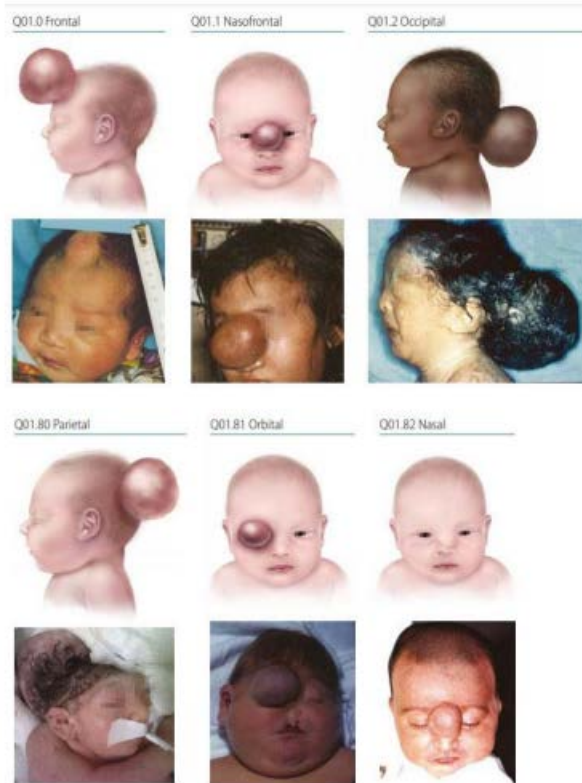 Q01.0 Frontal
Q01.1 Nasofrontal
Q01.2 Occipital
Q01.80 Parietal
Q01.81 Orbital
Q01.82 Nasal